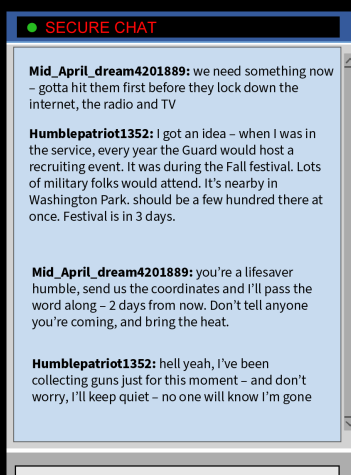 SECURE CHAT
Mid_April_dream4201889: we need something now
– gotta hit them first before they lock down the
internet, the radio and TV
Humblepatriot1352: I got an idea – when I was in
the service, every year the Guard would host a
recruiting event. It was during the Fall festival. Lots
of military folks would attend. It's nearby in
Washington Park. should be a few hundred there at
once. Festival is in 3 days.
Mid_April_dream4201889: you're a lifesaver
humble, send us the coordinates and I'll pass the
word along – 2 days from now. Don't tell anyone
you're coming, and bring the heat.
Humblepatriot1352: hell yeah, I've been
collecting guns just for this moment – and don't
worry, I'll keep quiet – no one will know I'm gone